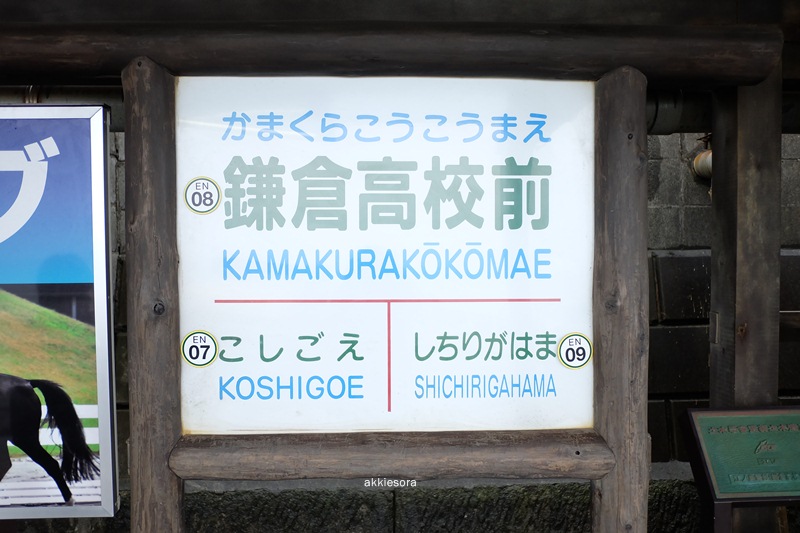 かまくらこうこうまえ
EN
08
鎌倉高校前
KAMAKURAKŌKŌMAE
EN
07
こしごえ
KOSHIGOE
しちりがはま
SHICHIRIGAHAMA
EN
09
akkiesora